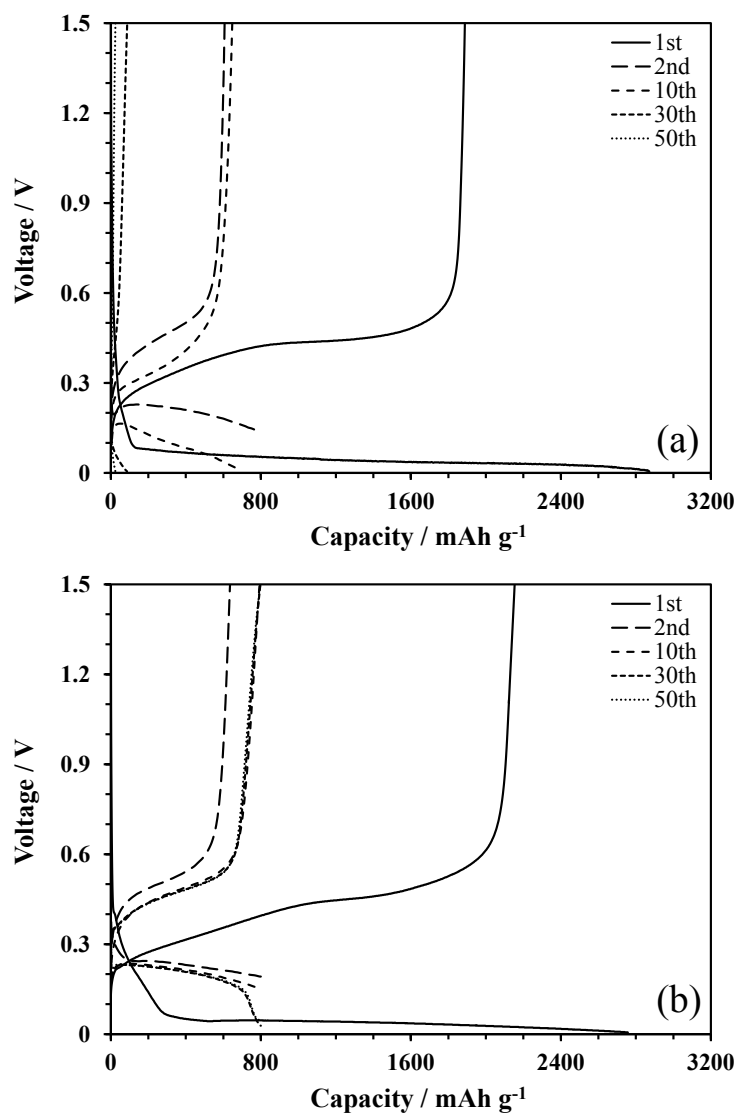 1.5
1.2
0.9
0.6
0.3
0
Voltage / V
1st
2nd
10th
30th
50th
(a)
0 800 1600 2400 3200
Capacity / mAh g⁻¹
1.5
1.2
0.9
0.6
0.3
0
Voltage / V
1st
2nd
10th
30th
50th
(b)
0 800 1600 2400 3200
Capacity / mAh g⁻¹